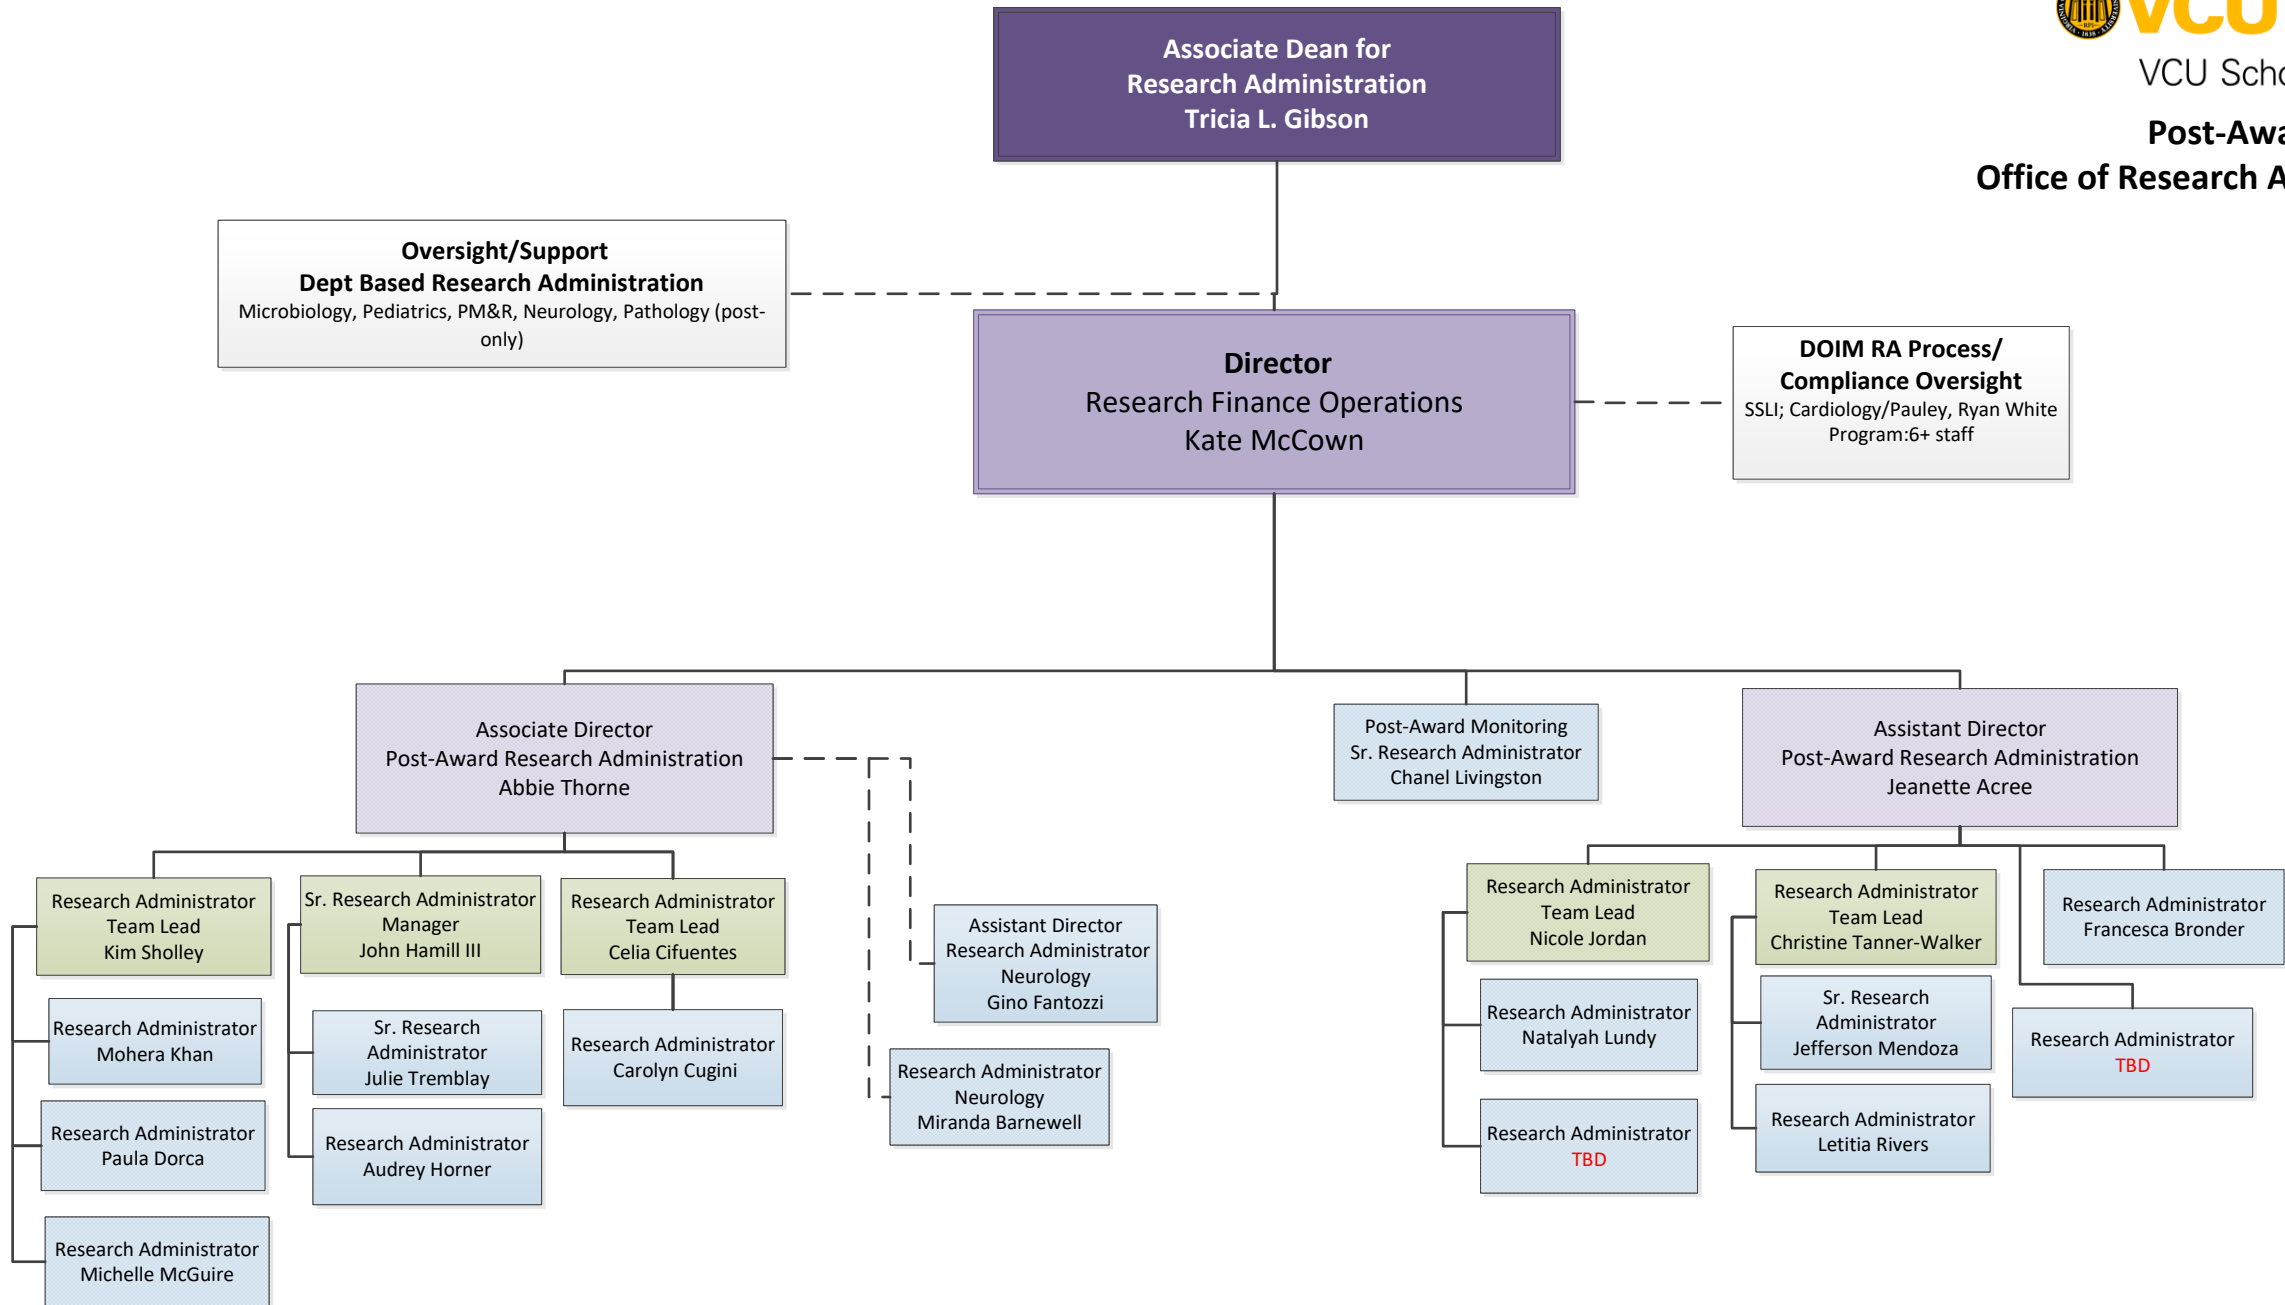 VCU
VCU Scho
Post-Awa
Office of Research A
Associate Dean for
Research Administration
Tricia L. Gibson
Oversight/Support
Dept Based Research Administration
Microbiology, Pediatrics, PM&R, Neurology, Pathology (post-
only)
Director
Research Finance Operations
Kate McCown
DOIM RA Process/
Compliance Oversight
SSLI; Cardiology/Pauley, Ryan White
Program:6+ staff
Associate Director
Post-Award Research Administration
Abbie Thorne
Post-Award Monitoring
Sr. Research Administrator
Chanel Livingston
Assistant Director
Post-Award Research Administration
Jeanette Acree
Research Administrator
Team Lead
Kim Sholley
Research Administrator
Mohera Khan
Research Administrator
Paula Dorca
Research Administrator
Michelle McGuire
Sr. Research Administrator
Manager
John Hamill III
Sr. Research
Administrator
Julie Tremblay
Research Administrator
Audrey Horner
Research Administrator
Team Lead
Celia Cifuentes
Research Administrator
Carolyn Cugini
Assistant Director
Research Administrator
Neurology
Gino Fantozzi
Research Administrator
Neurology
Miranda Barnewell
Research Administrator
Team Lead
Nicole Jordan
Research Administrator
Natalyah Lundy
Research Administrator
TBD
Research Administrator
Team Lead
Christine Tanner-Walker
Sr. Research
Administrator
Jefferson Mendoza
Research Administrator
Letitia Rivers
Research Administrator
Francesca Bronder
Research Administrator
TBD